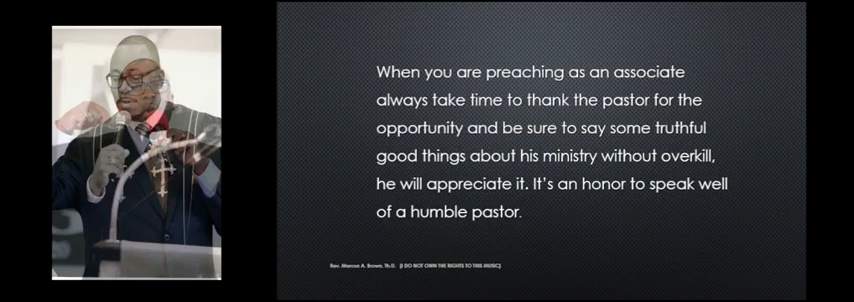 When you are preaching as an associate
always take time to thank the pastor for the
opportunity and be sure to say some truthful
good things about his ministry without overkill,
he will appreciate it. It's an honor to speak well
of a humble pastor.
Rev. Marcus A. Brown, Th.D. [I DO NOT OWN THE RIGHTS TO THIS MUSIC]